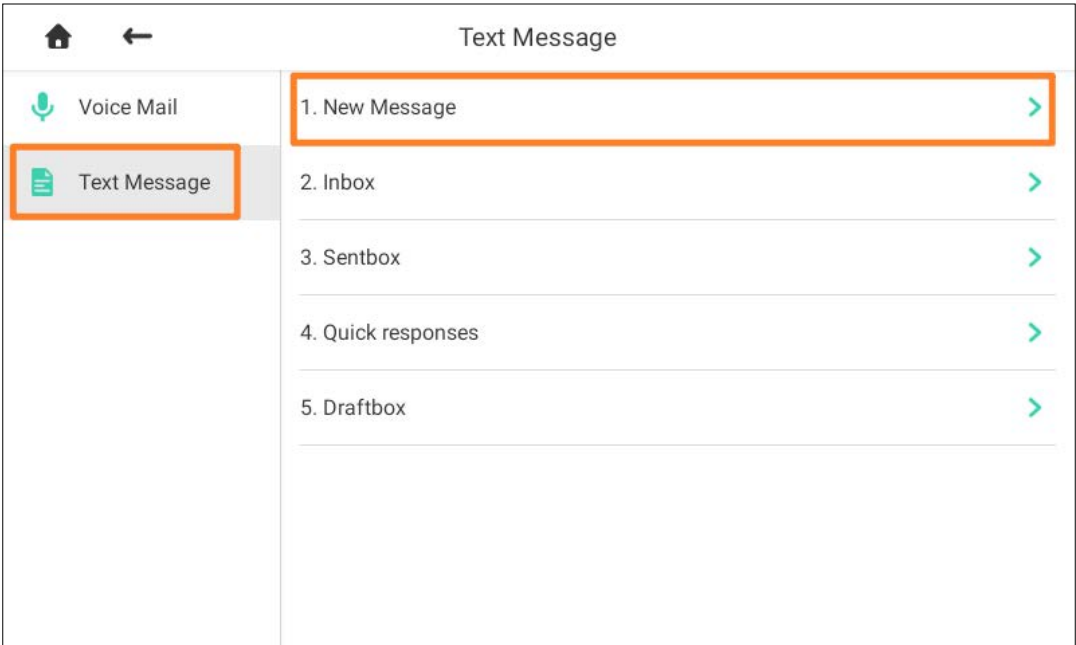 Text Message
Voice Mail
Text Message
1. New Message
2. Inbox
3. Sentbox
4. Quick responses
5. Draftbox